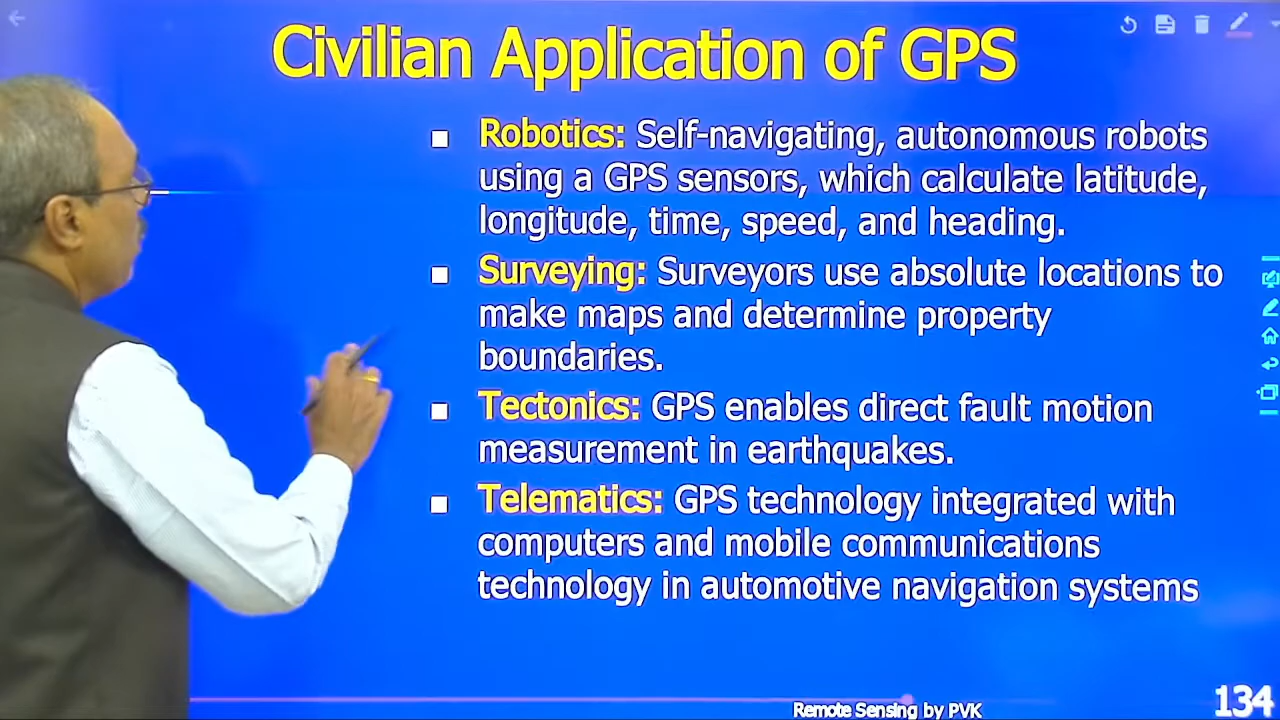 Civilian Application of GPS
Robotics: Self-navigating, autonomous robots
using a GPS sensors, which calculate latitude,
longitude, time, speed, and heading.
Surveying: Surveyors use absolute locations to
make maps and determine property
boundaries.
Tectonics: GPS enables direct fault motion
measurement in earthquakes.
Telematics: GPS technology integrated with
computers and mobile communications
technology in automotive navigation systems
Remote Sensing by PVK
134